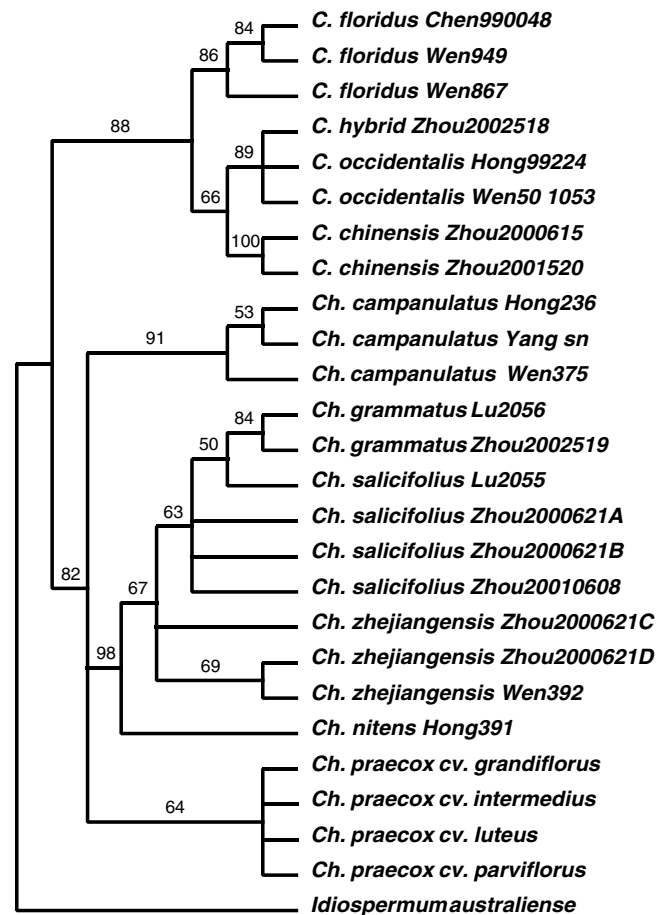 84 C. floridus Chen990048
86 C. floridus Wen949
C. floridus Wen867
88 C. hybrid Zhou2002518
89 C. occidentalis Hong99224
66 C. occidentalis Wen50 1053
C. chinensis Zhou2000615
100 C. chinensis Zhou2001520
53 Ch. campanulatus Hong236
91 Ch. campanulatus Yang sn
Ch. campanulatus Wen375
84 Ch. grammatus Lu2056
50 Ch. grammatus Zhou2002519
Ch. salicifolius Lu2055
63 Ch. salicifolius Zhou2000621A
Ch. salicifolius Zhou2000621B
82 67 Ch. salicifolius Zhou20010608
Ch. zhejiangensis Zhou2000621C
98 69 Ch. zhejiangensis Zhou2000621D
Ch. zhejiangensis Wen392
Ch. nitens Hong391
Ch. praecox cv. grandiflorus
64 Ch. praecox cv. intermedius
Ch. praecox cv. luteus
Ch. praecox cv. parviflorus
Idiospermumaustraliense